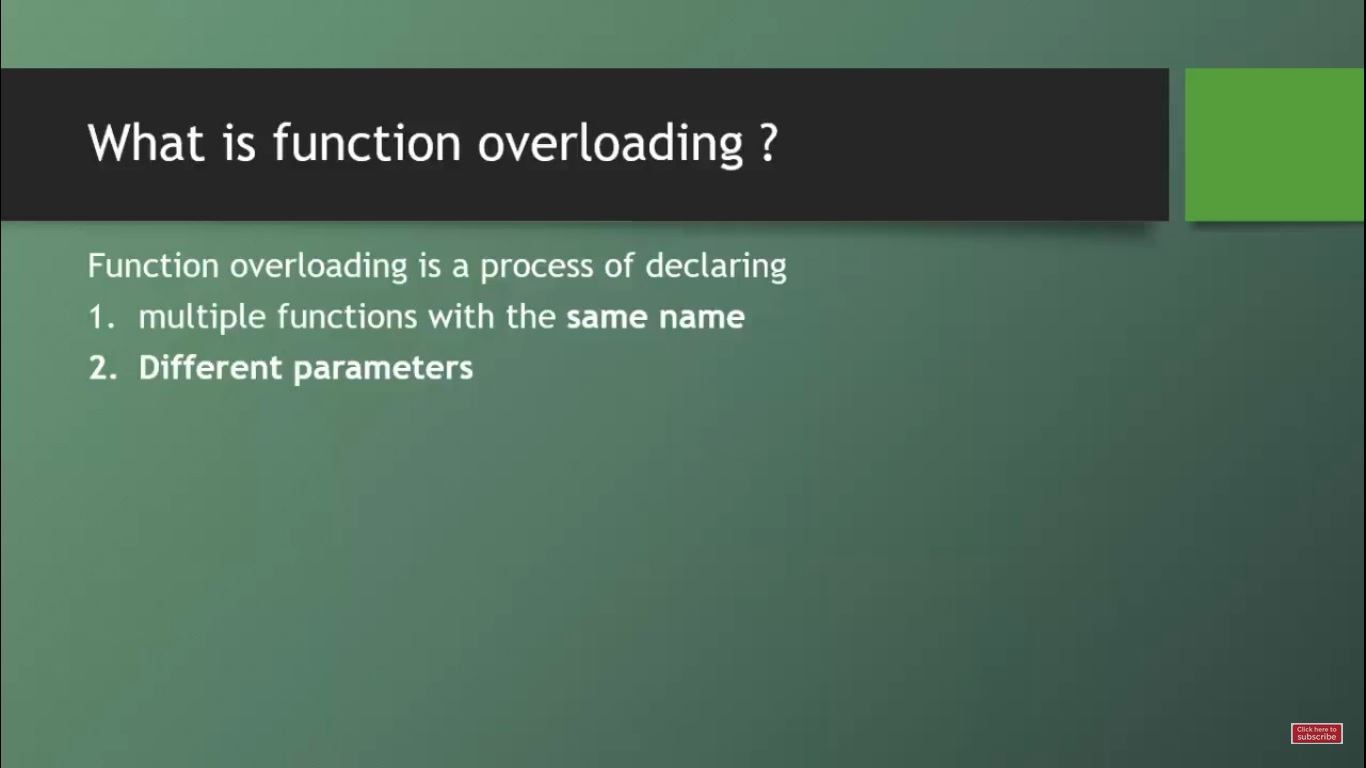 What is function overloading ?
Function overloading is a process of declaring
1. multiple functions with the same name
2. Different parameters
Click here to
subscribe